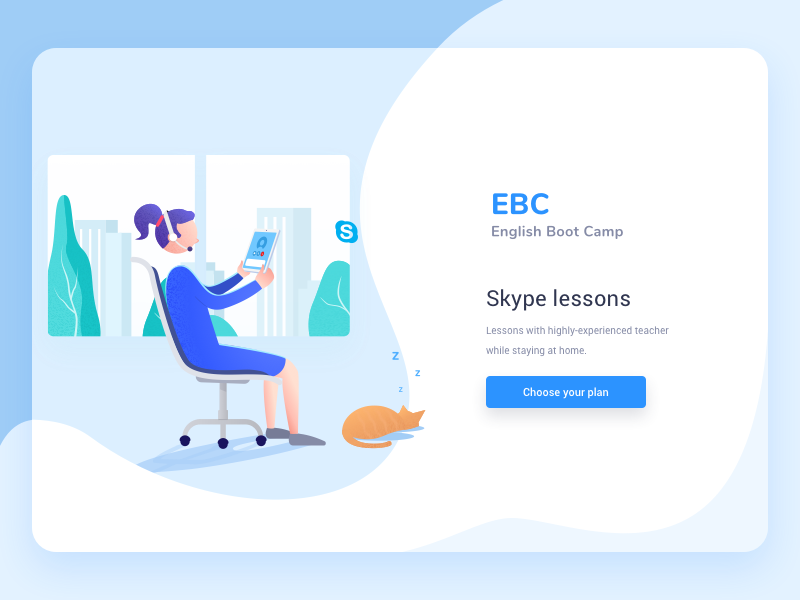 EBC
English Boot Camp
Skype lessons
Lessons with highly-experienced teacher
while staying at home.
Choose your plan
S
z
z
z